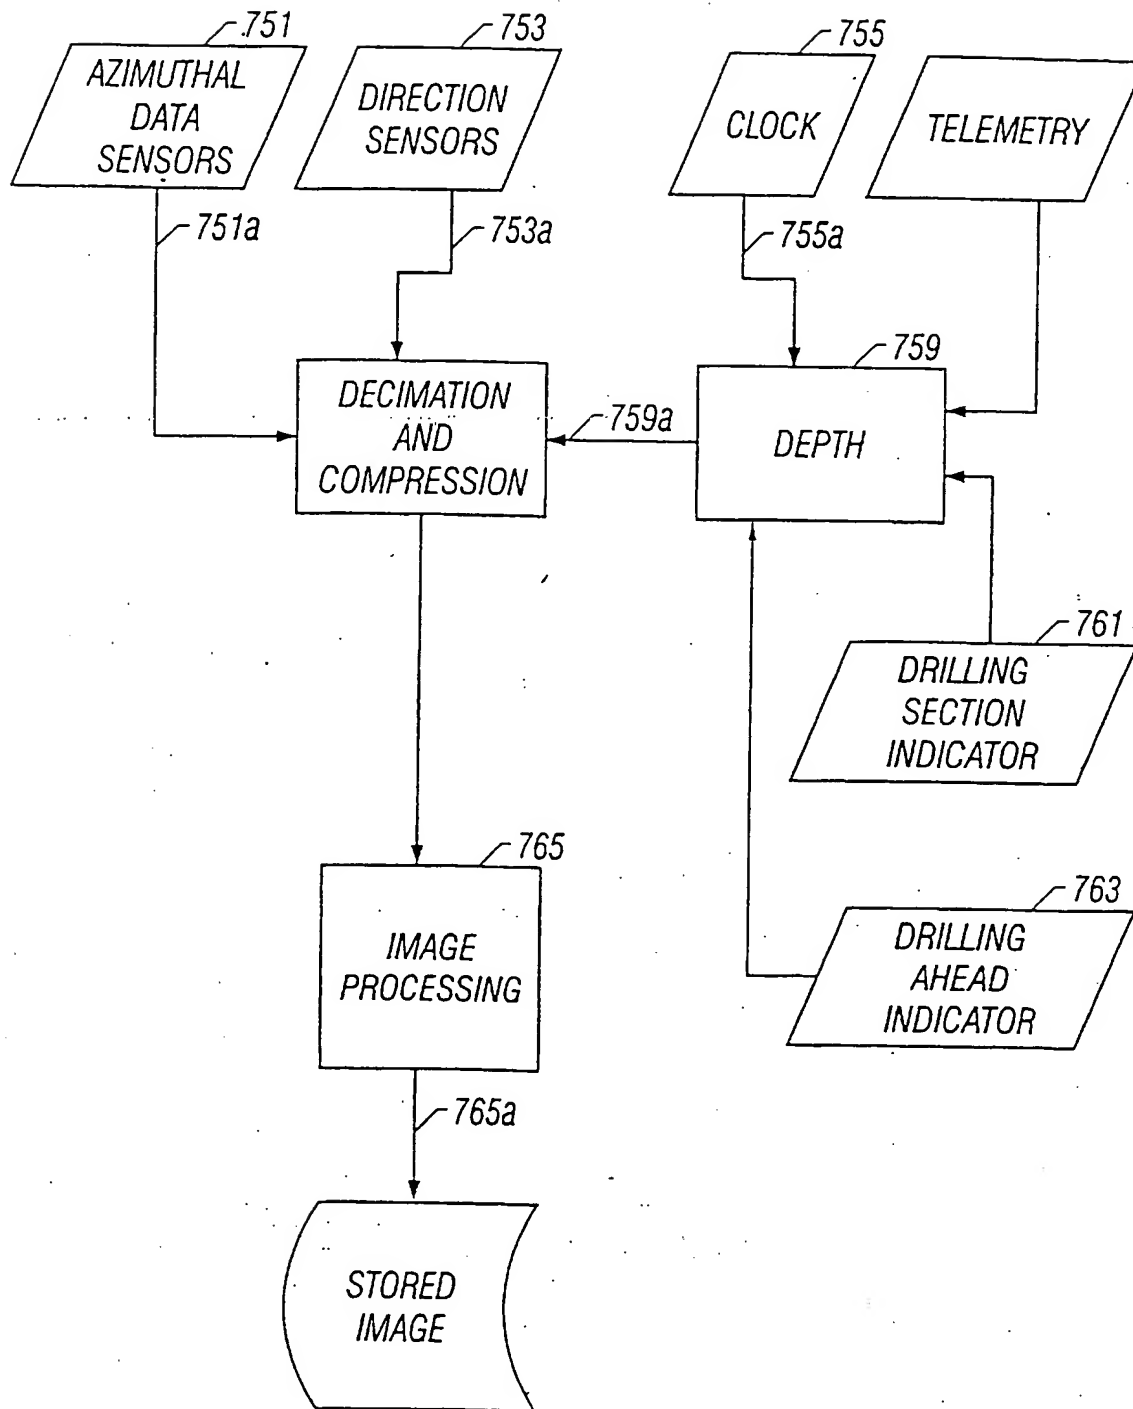 751
AZIMUTHAL
DATA
SENSORS
751a
753
DIRECTION
SENSORS
753a
755
CLOCK
755a
TELEMETRY
DECIMATION
AND
COMPRESSION
759a
759
DEPTH
761
DRILLING
SECTION
INDICATOR
763
DRILLING
AHEAD
INDICATOR
765
IMAGE
PROCESSING
765a
STORED
IMAGE